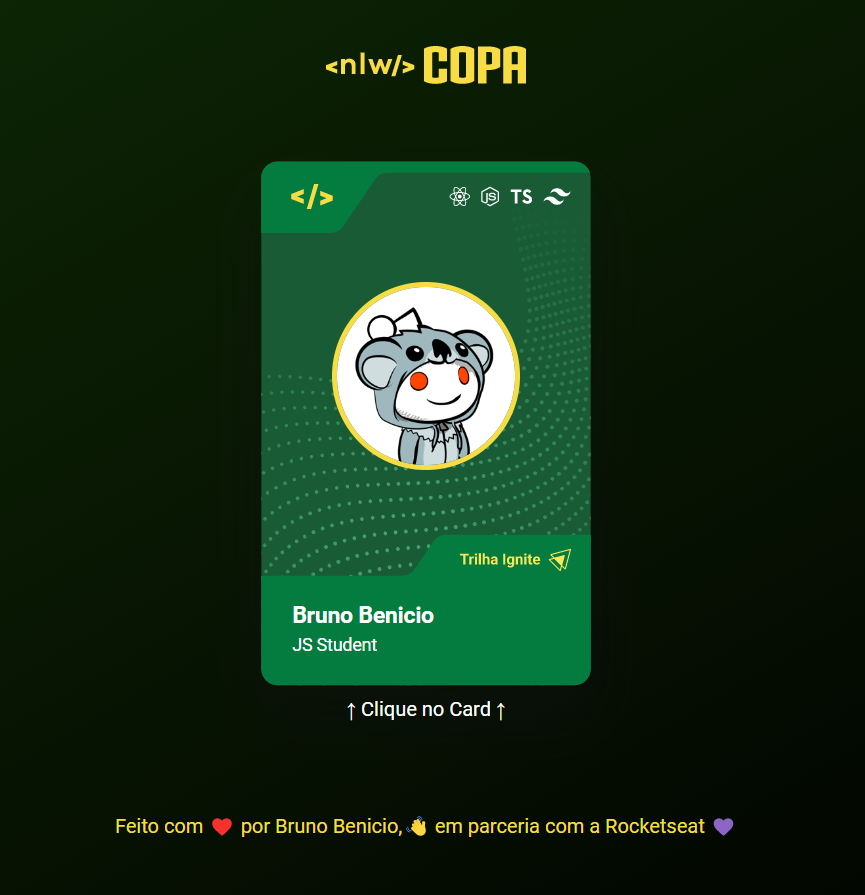 <nlw/> COPA
</>
JS TS
Trilha Ignite
Bruno Benicio
JS Student
↑ Clique no Card ↑
Feito com ❤️ por Bruno Benicio, 👋 em parceria com a Rocketseat 💜